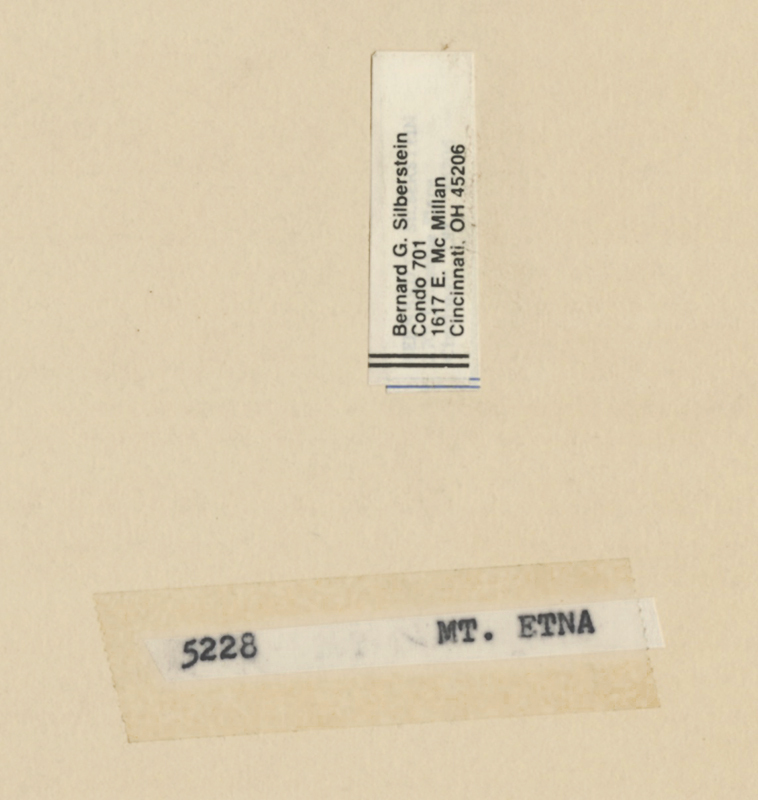 Bernard G. Silberstein
Condo 701
1617 E. Mc Millan
Cincinnati, OH 45206
5228 MT. ETNA